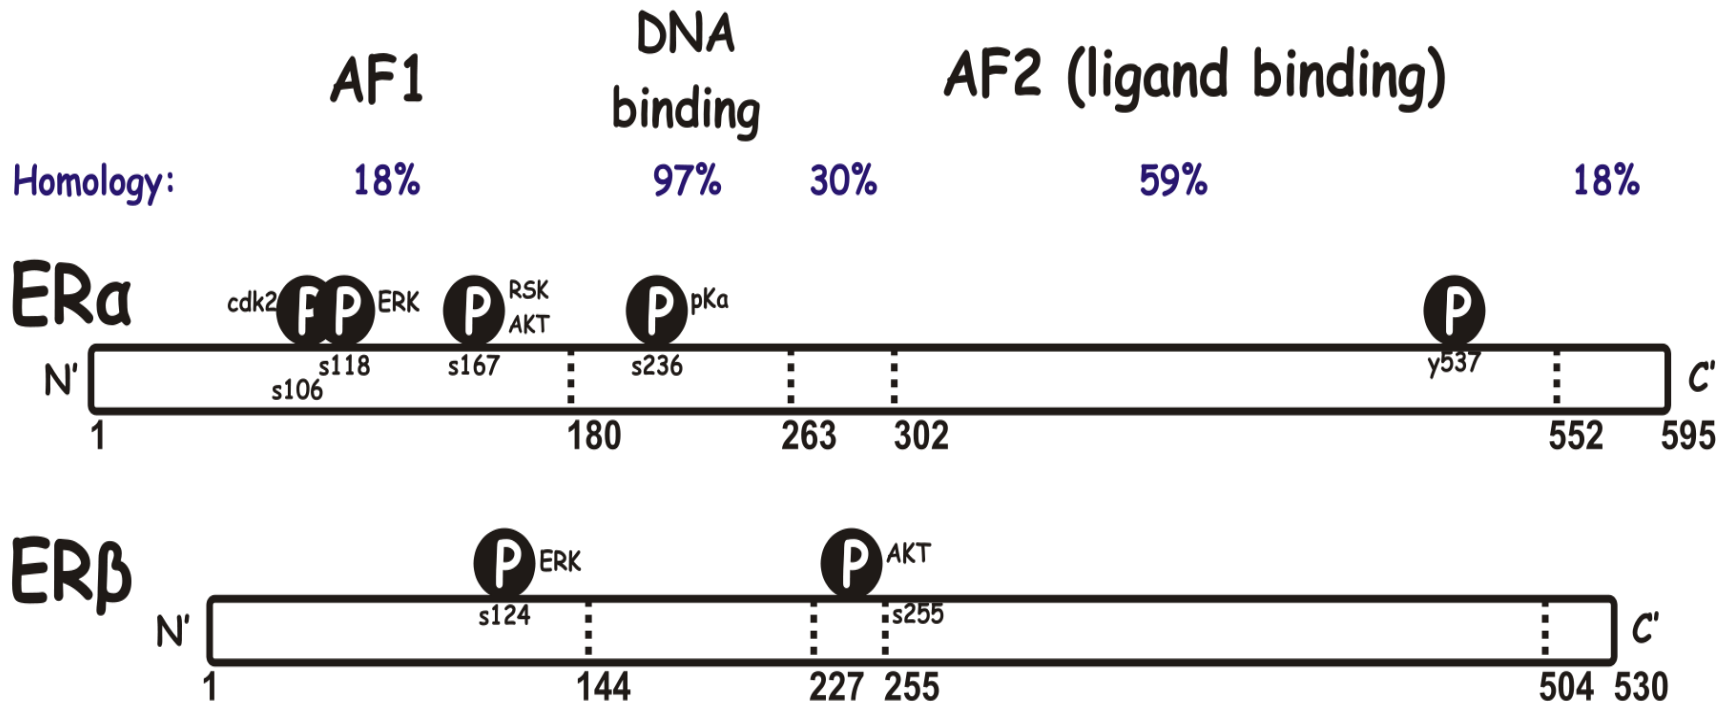 AF1
DNA
binding
AF2 (ligand binding)
Homology: 18% 97% 30% 59% 18%
ERα
cdk2 P P ERK P RSK AKT P pKa P
N' s106 s118 s167 s236 y537 C'
1 180 263 302 552 595
ERβ
P ERK P AKT
N' s124 s255 C'
1 144 227 255 504 530